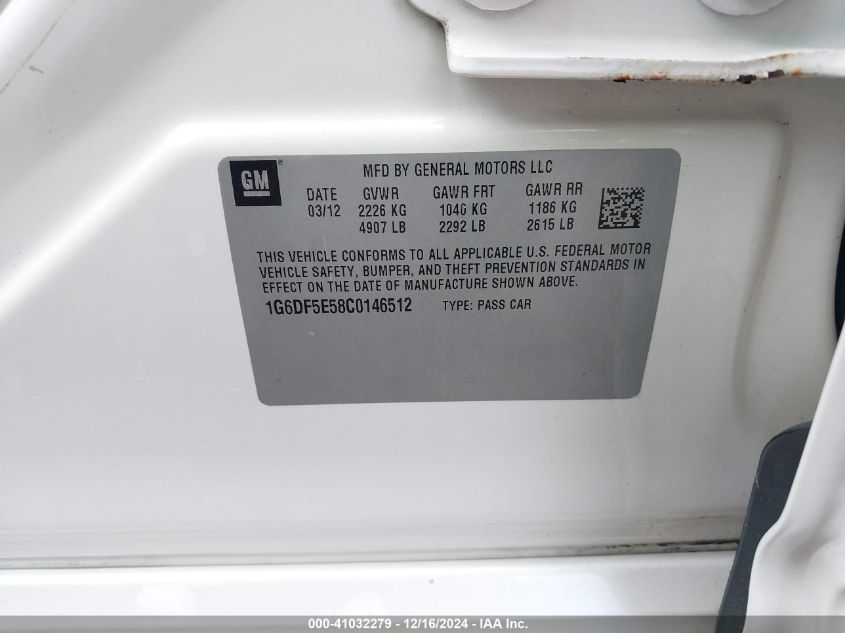 GM ®
MFD BY GENERAL MOTORS LLC
DATE GVWR GAWR FRT GAWR RR
03/12 2226 KG 1040 KG 1186 KG
4907 LB 2292 LB 2615 LB
THIS VEHICLE CONFORMS TO ALL APPLICABLE U.S. FEDERAL MOTOR
VEHICLE SAFETY, BUMPER, AND THEFT PREVENTION STANDARDS IN
EFFECT ON THE DATE OF MANUFACTURE SHOWN ABOVE.
1G6DF5E58C0146512 TYPE: PASS CAR
000-41032279 - 12/16/2024 - IAA Inc.